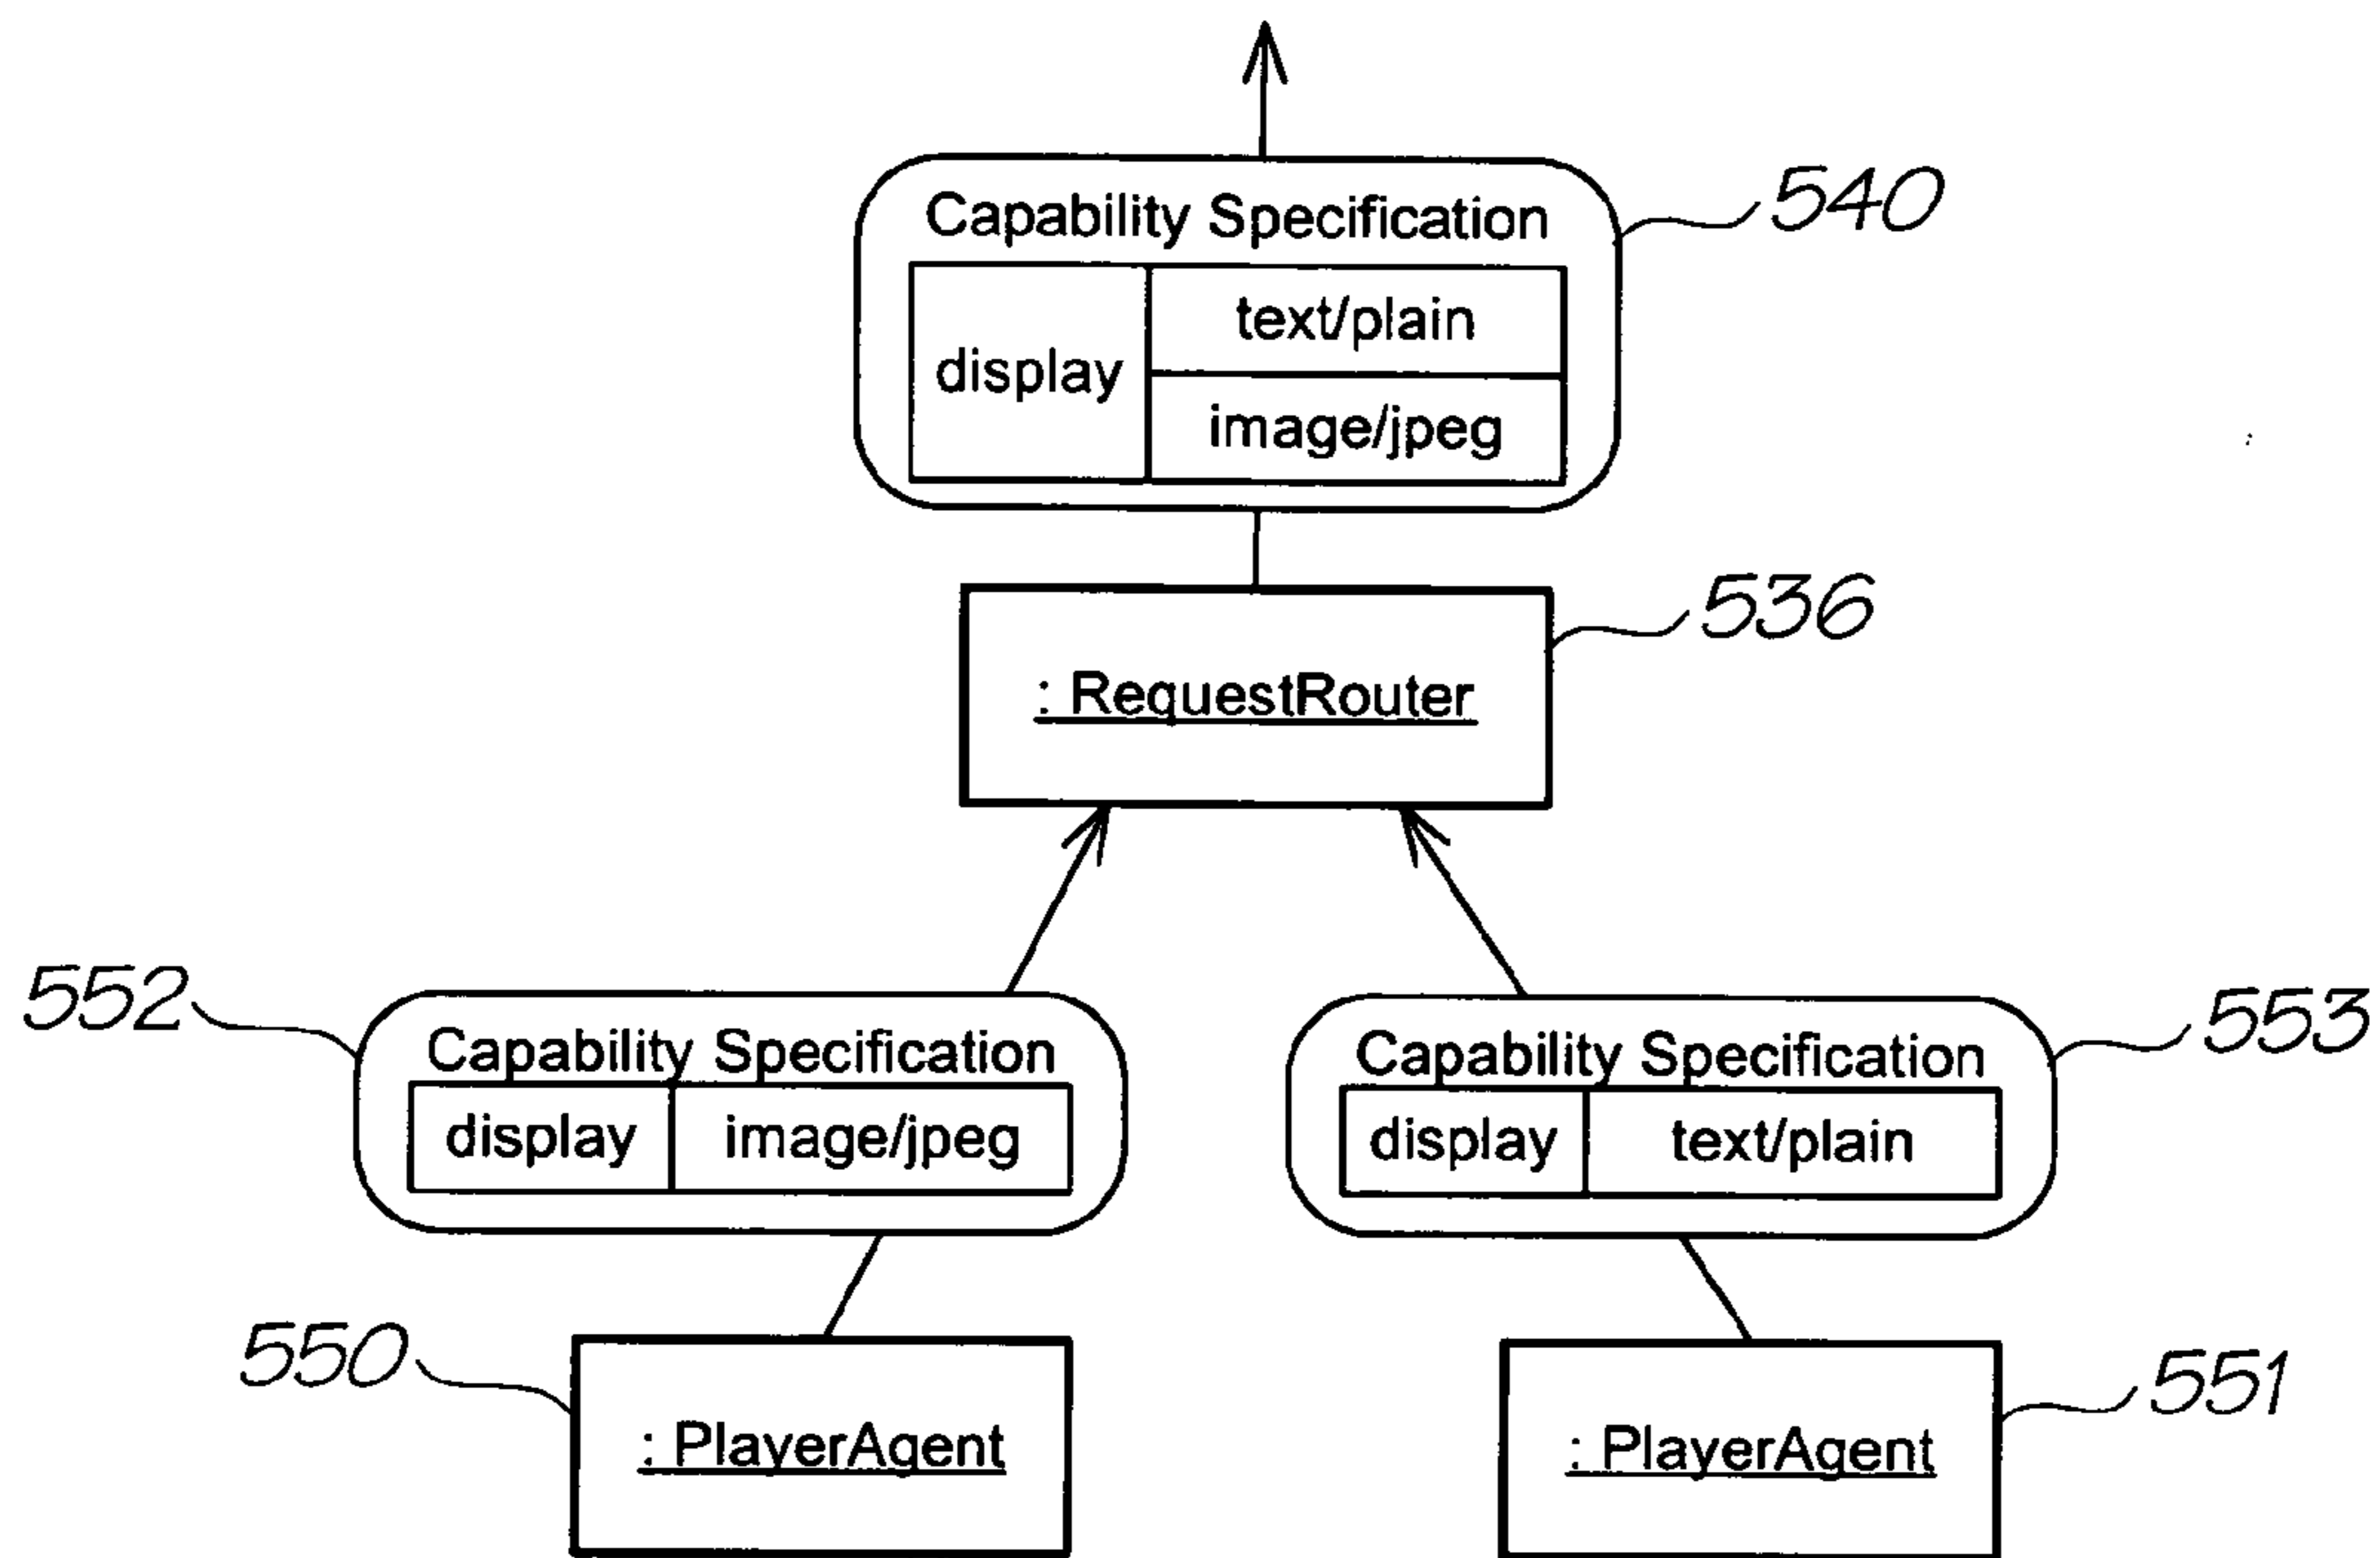 Capability Specification
540
display
text/plain
image/jpeg
536
: RequestRouter
552
Capability Specification
display
image/jpeg
553
Capability Specification
display
text/plain
550
: PlayerAgent
551
: PlayerAgent